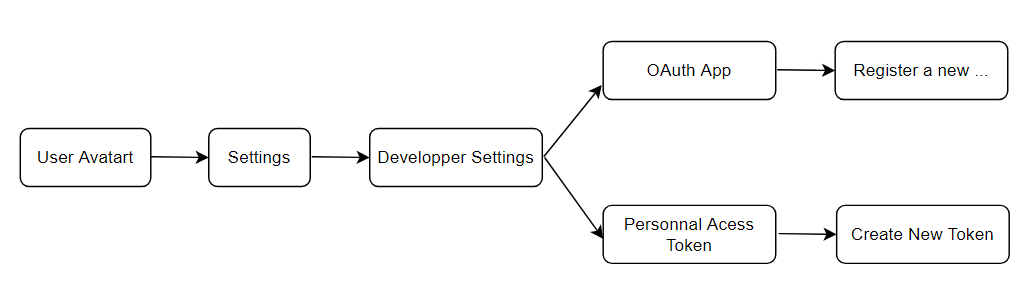 User Avatart
Settings
Developper Settings
OAuth App
Register a new ...
Personnal Acess
Token
Create New Token